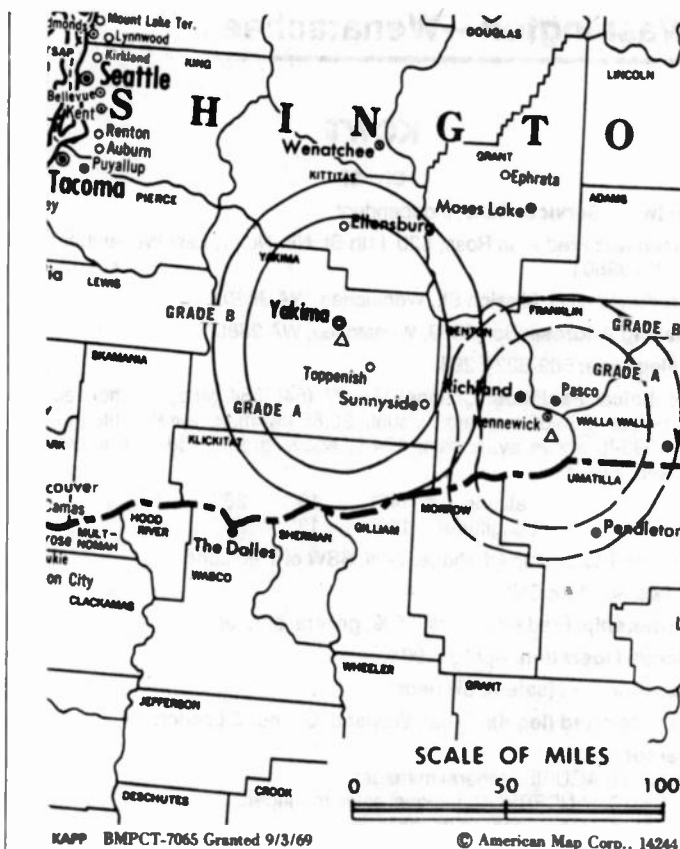 Mount Lake Ter.
DOUGLAS
Lynnwood
Kirkland
KING
LINCOLN
Seattle
Bellevue
Kent
S H I N G T O
Renton
Auburn
Wenatchee
GRANT
Puyallup
KITTITAS
Ephrata
Tacoma
PIERCE
ADAMS
Moses Lake
Ellensburg
YAKIMA
LEWIS
FRANKLIN
GRADE B
GRADE B
Yakima
BENTON
SKAMANIA
GRADE A
Toppenish
Richland
Pasco
Sunnyside
GRADE A
Kennewick
WALLA WALLA
KLICKITAT
UMATILLA
couver
MORROW
Camas
HOOD RIVER
SHERMAN
GILLIAM
MULT-NOMAH
Pendleton
The Dalles
WASCO
on City
CLACKAMAS
WHEELER
GRANT
JEFFERSON
SCALE OF MILES
0 50 100
DESCHUTES
CROOK
KAPP BMPCT-7065 Granted 9/3/69
© American Map Corp., 14244